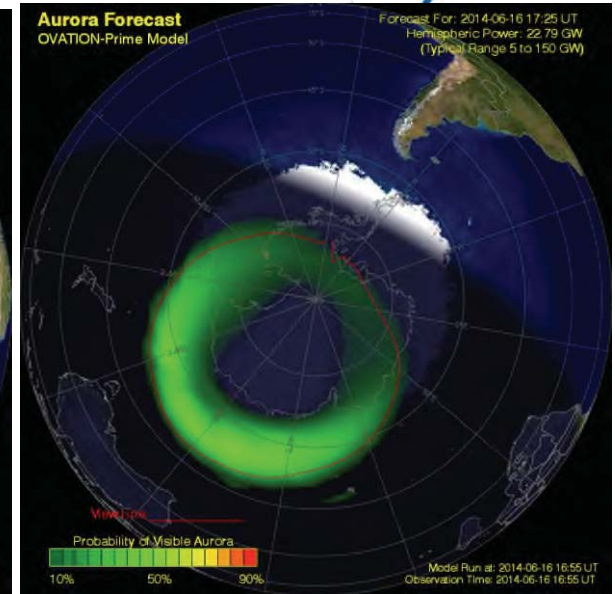 Aurora Forecast
OVATION-Prime Model
Forecast For: 2014-06-16 17:25 UT
Hemispheric Power: 22.79 GW
(Typical Range 5 to 150 GW)
View Line
Probability of Visible Aurora
10% 50% 90%
Model Run at: 2014-06-16 16:55 UT
Observation Time: 2014-06-16 16:55 UT